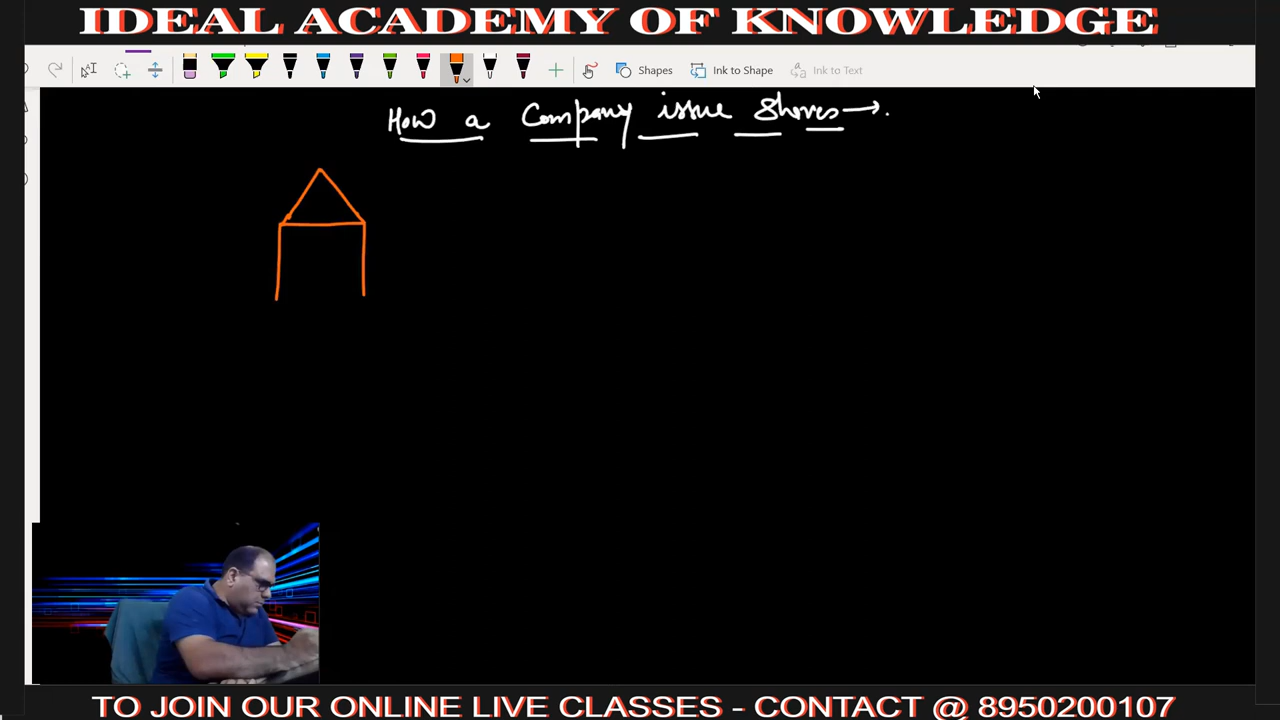 IDEAL ACADEMY OF KNOWLEDGE
Shapes Ink to Shape Ink to Text
How a Company issue Shares →.
TO JOIN OUR ONLINE LIVE CLASSES - CONTACT @ 8950200107